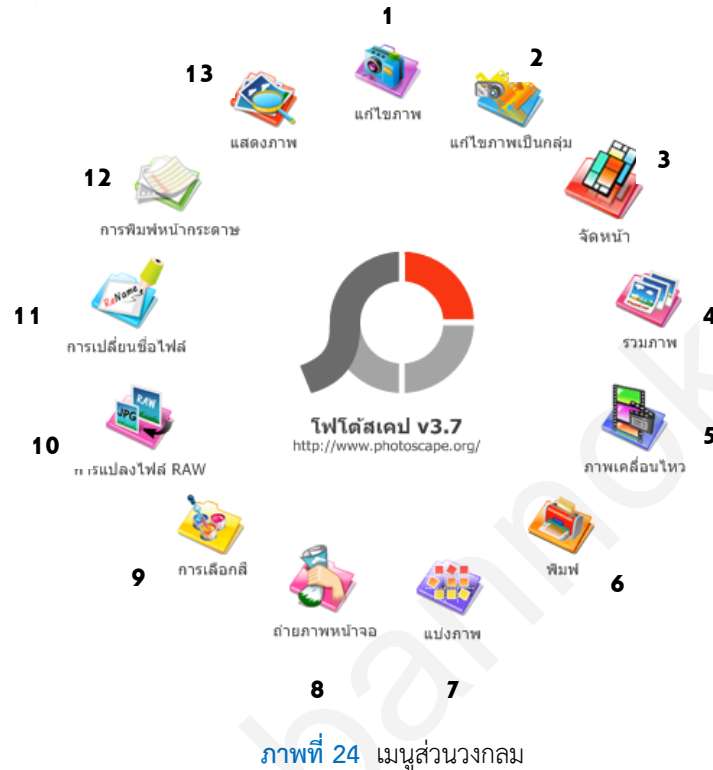 1
แก้ไขภาพ
2
แก้ไขภาพเป็นกลุ่ม
3
จัดหน้า
4
รวมภาพ
5
ภาพเคลื่อนไหว
6
พิมพ์
7
แบ่งภาพ
8
ถ่ายภาพหน้าจอ
9
การเลือกสี
10
การแปลงไฟล์ RAW
RAW
JPG
11
การเปลี่ยนชื่อไฟล์
ReName
12
การพิมพ์หน้ากระดาษ
13
แสดงภาพ
โฟโต้สเคป v3.7
http://www.photoscape.org/
ภาพที่ 24 เมนูส่วนวงกลม